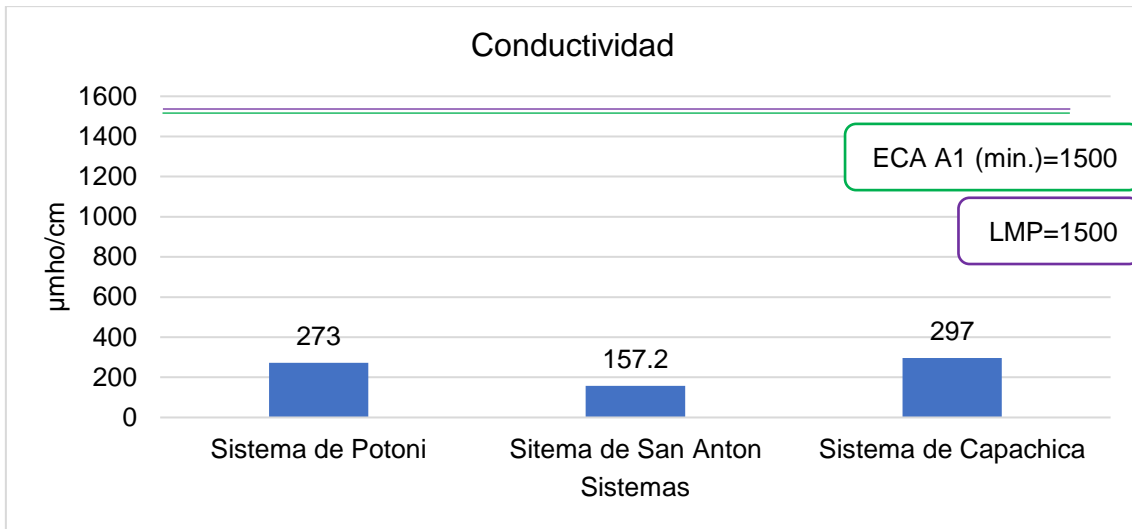 Conductividad
µmho/cm
1600
1400
1200
1000
800
600
400
200
0
ECA A1 (min.)=1500
LMP=1500
273
157.2
297
Sistema de Potoni
Sitema de San Anton
Sistema de Capachica
Sistemas